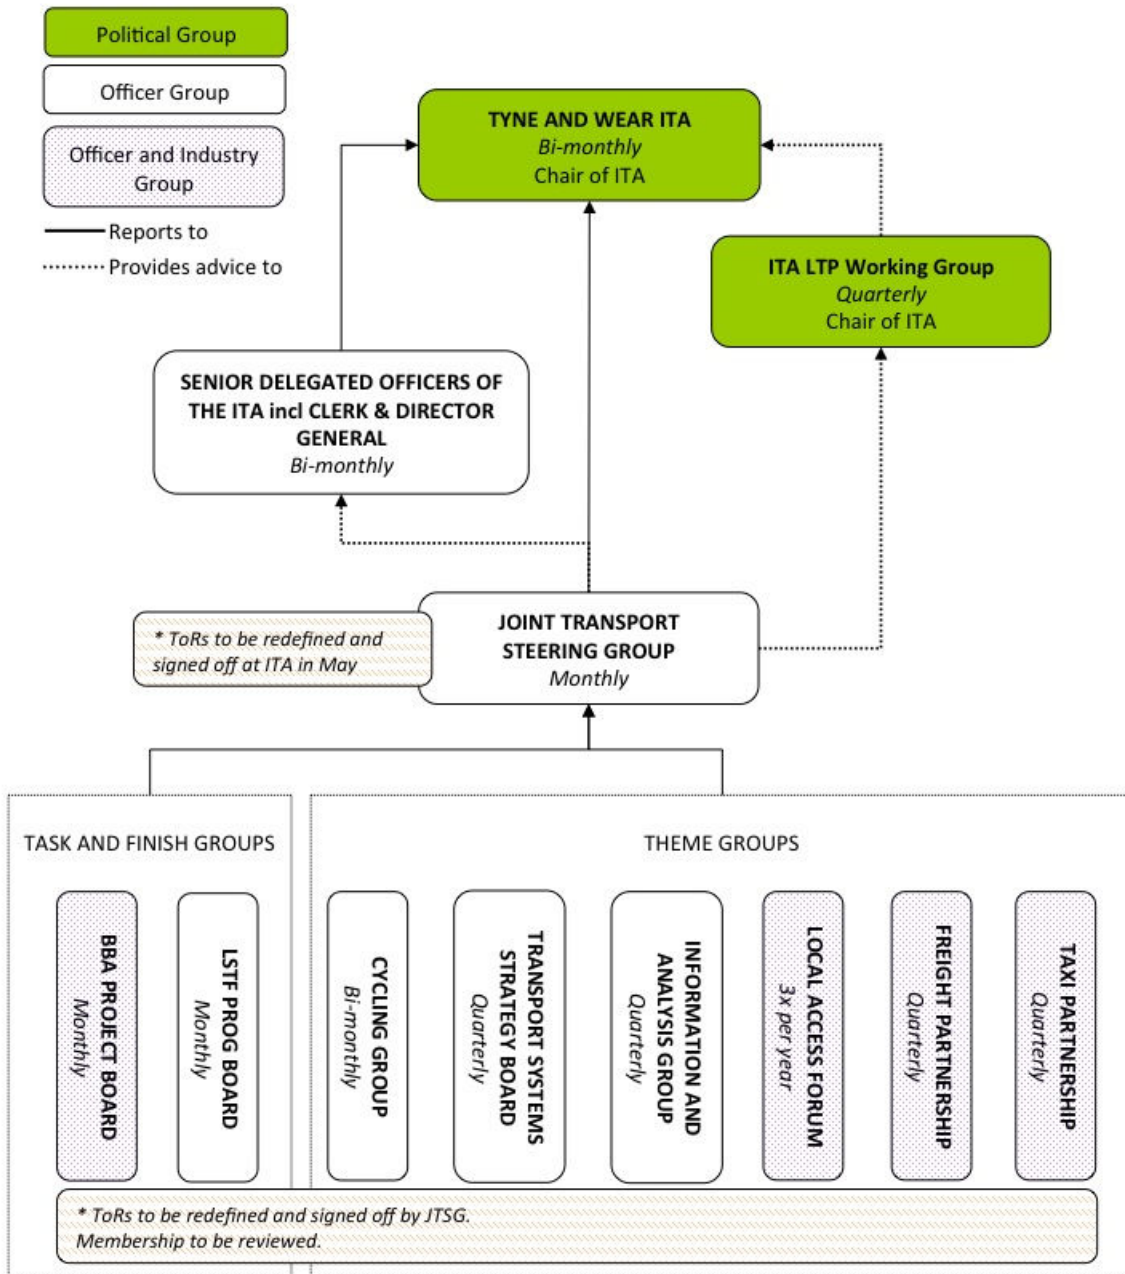 Political Group
Officer Group
Officer and Industry
Group
Reports to
Provides advice to
TYNE AND WEAR ITA
Bi-monthly
Chair of ITA
ITA LTP Working Group
Quarterly
Chair of ITA
SENIOR DELEGATED OFFICERS OF
THE ITA incl CLERK & DIRECTOR
GENERAL
Bi-monthly
JOINT TRANSPORT
STEERING GROUP
Monthly
* ToRs to be redefined and
signed off at ITA in May
TASK AND FINISH GROUPS
BBA PROJECT BOARD
Monthly
LSTF PROG BOARD
Monthly
THEME GROUPS
CYCLING GROUP
Bi-monthly
TRANSPORT SYSTEMS
STRATEGY BOARD
Quarterly
INFORMATION AND
ANALYSIS GROUP
Quarterly
LOCAL ACCESS FORUM
3x per year
FREIGHT PARTNERSHIP
Quarterly
TAXI PARTNERSHIP
Quarterly
* ToRs to be redefined and signed off by JTSG.
Membership to be reviewed.